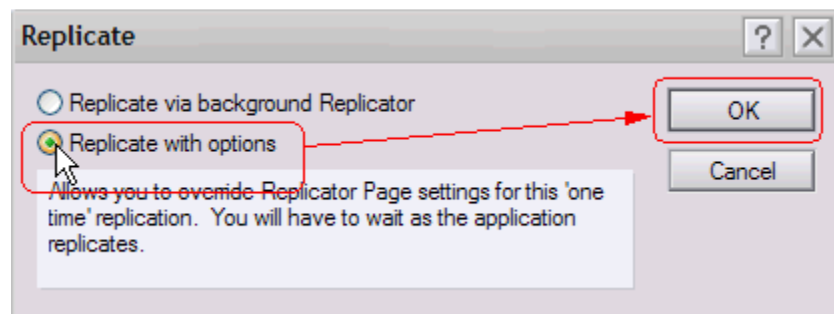 Replicate
?
Replicate via background Replicator
OK
Replicate with options
Cancel
Allows you to override Replicator Page settings for this 'one
time' replication.  You will have to wait as the application
replicates.